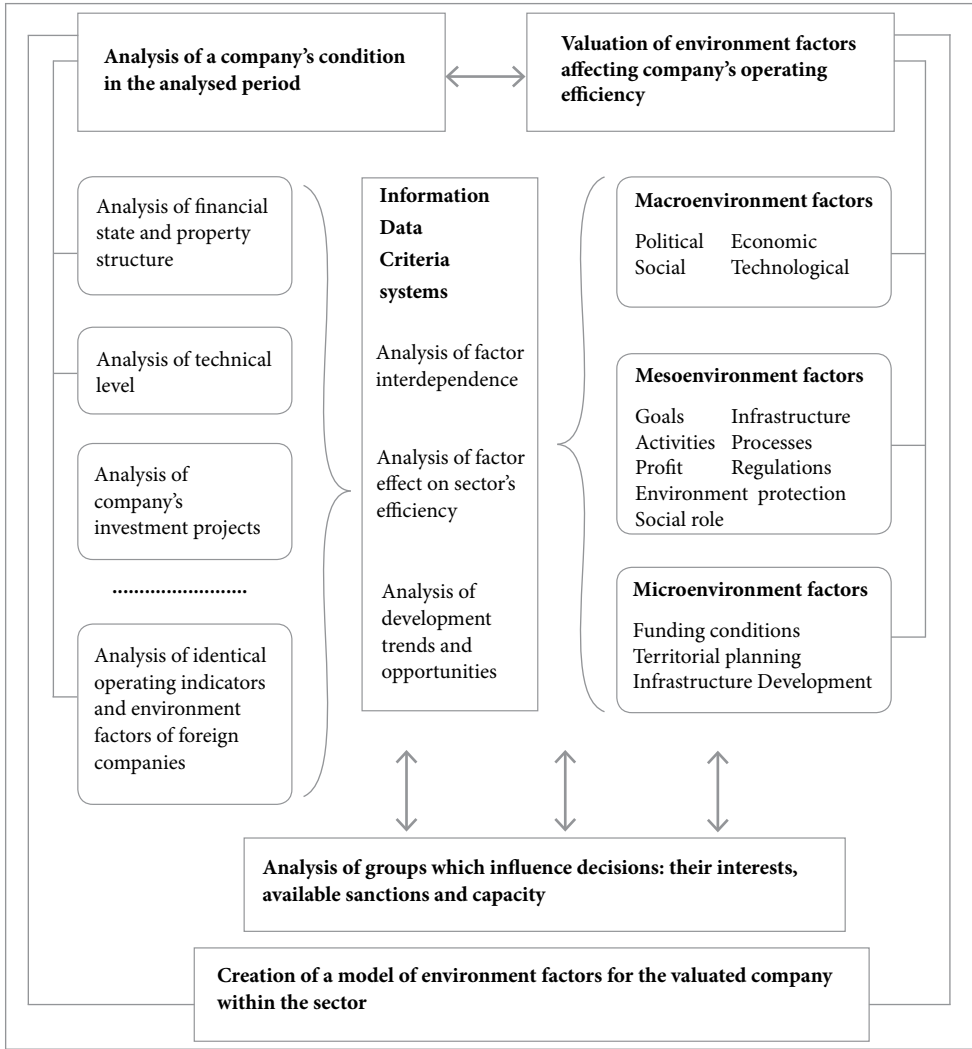 Analysis of a company’s condition
in the analysed period
Valuation of environment factors
affecting company’s operating
efficiency
Analysis of financial
state and property
structure
Analysis of technical
level
Analysis of
company’s
investment projects
...........................
Analysis of identical
operating indicators
and environment
factors of foreign
companies
Information
Data
Criteria
systems
Analysis of factor
interdependence
Analysis of factor
effect on sector’s
efficiency
Analysis of
development
trends and
opportunities
Macroenvironment factors
Political Economic
Social Technological
Mesoenvironment factors
Goals Infrastructure
Activities Processes
Profit Regulations
Environment protection
Social role
Microenvironment factors
Funding conditions
Territorial planning
Infrastructure Development
Analysis of groups which influence decisions: their interests,
available sanctions and capacity
Creation of a model of environment factors for the valuated company
within the sector